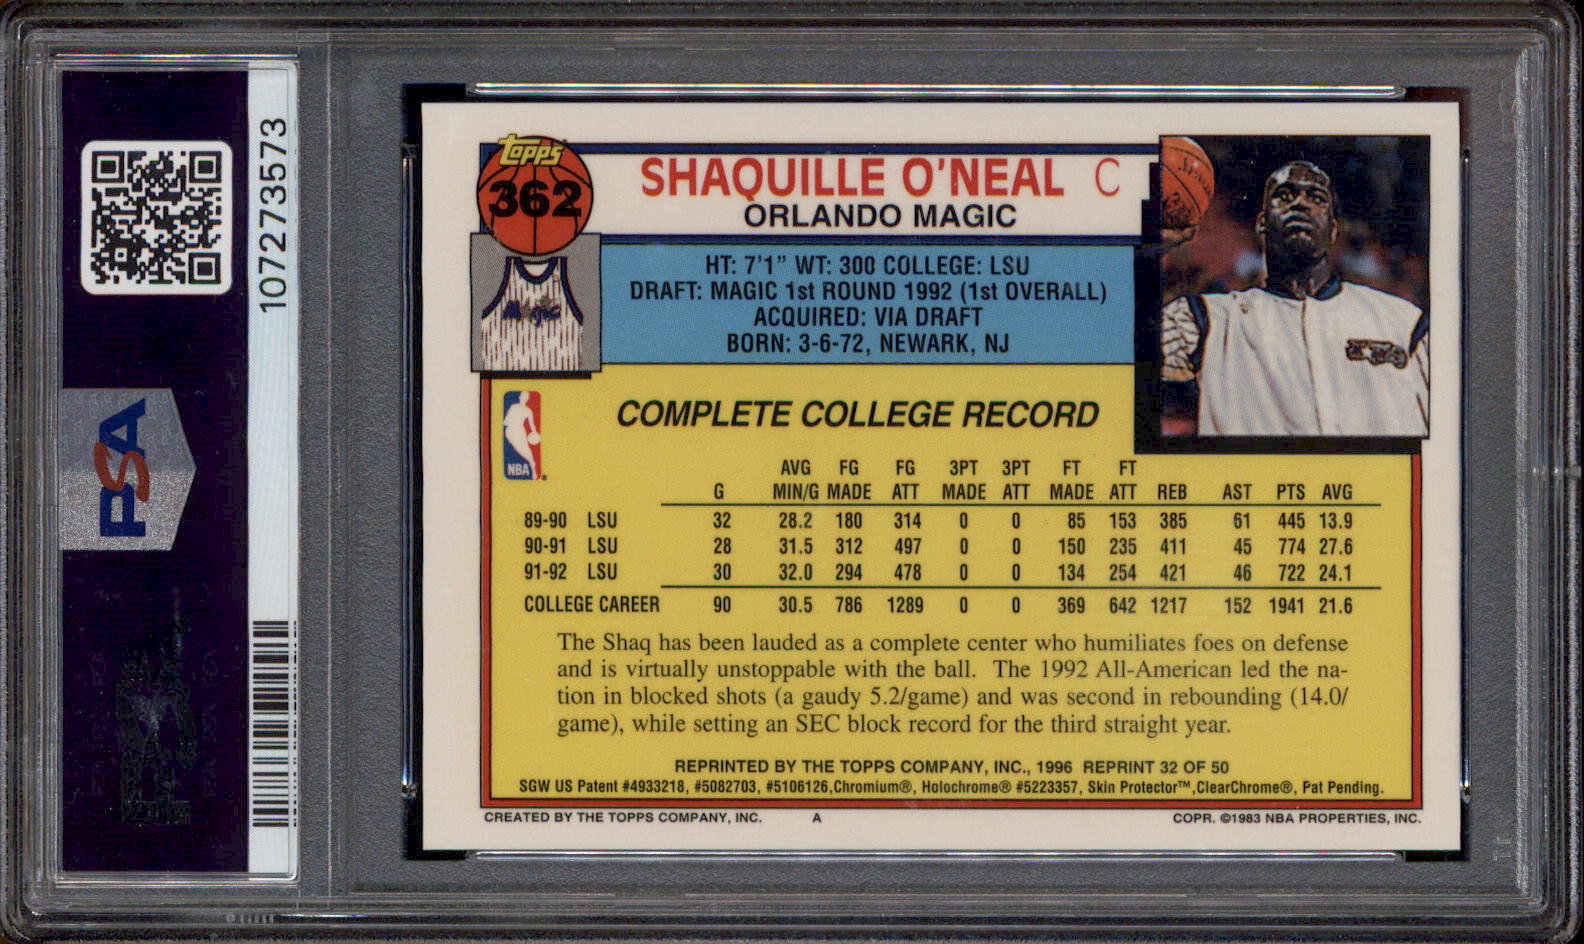 107273573
PSA
Topps
362
SHAQUILLE O'NEAL C
ORLANDO MAGIC
Magic
HT: 7'1" WT: 300 COLLEGE: LSU
DRAFT: MAGIC 1st ROUND 1992 (1st OVERALL)
ACQUIRED: VIA DRAFT
BORN: 3-6-72, NEWARK, NJ
NBA
COMPLETE COLLEGE RECORD
AVG FG FG 3PT 3PT FT FT
G MIN/G MADE ATT MADE ATT MADE ATT REB AST PTS AVG
89-90 LSU 32 28.2 180 314 0 0 85 153 385 61 445 13.9
90-91 LSU 28 31.5 312 497 0 0 150 235 411 45 774 27.6
91-92 LSU 30 32.0 294 478 0 0 134 254 421 46 722 24.1
COLLEGE CAREER 90 30.5 786 1289 0 0 369 642 1217 152 1941 21.6
The Shaq has been lauded as a complete center who humiliates foes on defense
and is virtually unstoppable with the ball. The 1992 All-American led the na-
tion in blocked shots (a gaudy 5.2/game) and was second in rebounding (14.0/
game), while setting an SEC block record for the third straight year.
REPRINTED BY THE TOPPS COMPANY, INC., 1996 REPRINT 32 OF 50
SGW US Patent #4933218, #5082703, #5106126,Chromium®, Holochrome® #5223357, Skin Protector™,ClearChrome®, Pat Pending.
CREATED BY THE TOPPS COMPANY, INC. A COPR. ©1983 NBA PROPERTIES, INC.